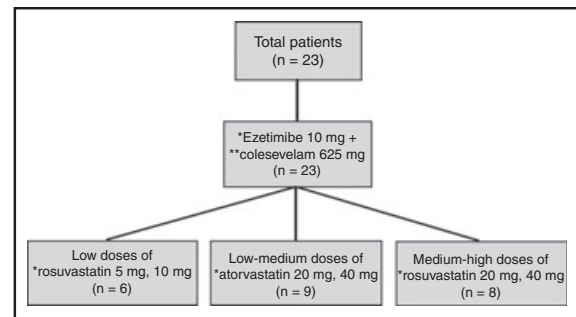 Total patients
(n = 23)
*Ezetimibe 10 mg +
**colesevelam 625 mg
(n = 23)
Low doses of
*rosuvastatin 5 mg, 10 mg
(n = 6)
Low-medium doses of
*atorvastatin 20 mg, 40 mg
(n = 9)
Medium-high doses of
*rosuvastatin 20 mg, 40 mg
(n = 8)